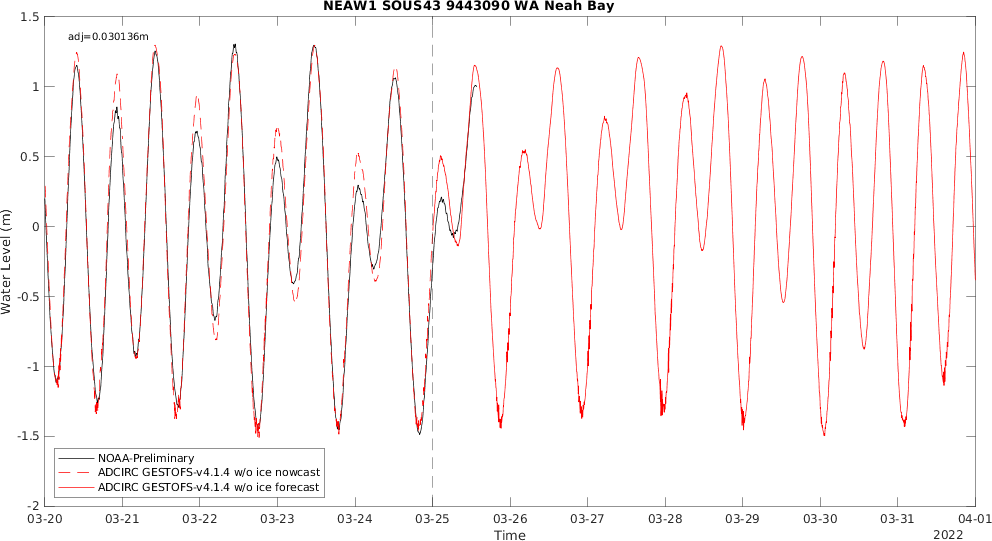 NEAW1 SOUS43 9443090 WA Neah Bay
adj=0.030136m
1.5
1
0.5
0
-0.5
-1
-1.5
-2
Water Level (m)
NOAA-Preliminary
ADCIRC GESTOFS-v4.1.4 w/o ice nowcast
ADCIRC GESTOFS-v4.1.4 w/o ice forecast
03-20 03-21 03-22 03-23 03-24 03-25 03-26 03-27 03-28 03-29 03-30 03-31 04-01
Time
2022